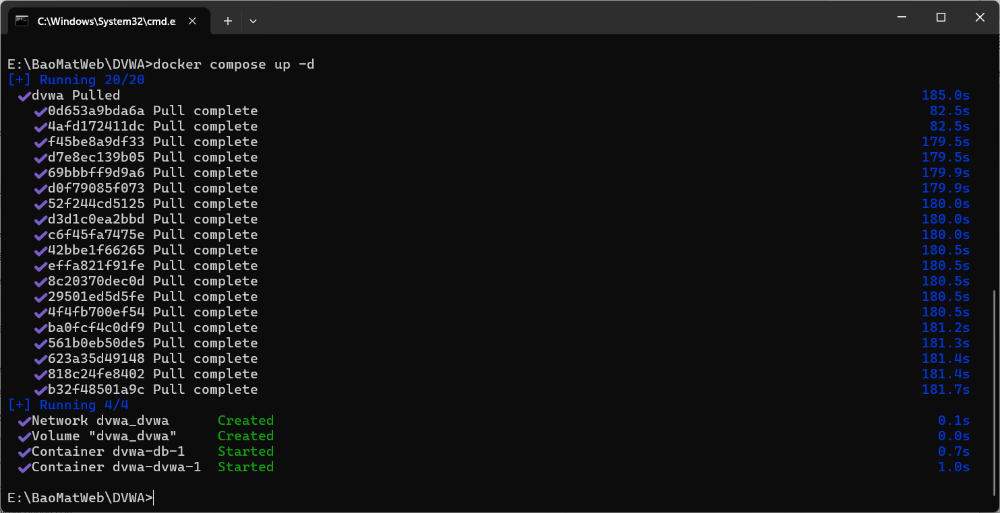 C:\Windows\System32\cmd.e
E:\BaoMatWeb\DVWA>docker compose up -d
[+] Running 20/20
✔dvwa Pulled 185.0s
✔0d653a9bda6a Pull complete 82.5s
✔4afd172411dc Pull complete 82.5s
✔f45be8a9df33 Pull complete 179.5s
✔d7e8ec139b05 Pull complete 179.5s
✔69bbbff9d9a6 Pull complete 179.9s
✔d0f79085f073 Pull complete 179.9s
✔52f244cd5125 Pull complete 180.0s
✔d3d1c0ea2bbd Pull complete 180.0s
✔c6f45fa7475e Pull complete 180.0s
✔42bbe1f66265 Pull complete 180.5s
✔effa821f91fe Pull complete 180.5s
✔8c20370dec0d Pull complete 180.5s
✔29501ed5d5fe Pull complete 180.5s
✔4f4fb700ef54 Pull complete 180.5s
✔ba0fcf4c0df9 Pull complete 181.2s
✔561b0eb50de5 Pull complete 181.3s
✔623a35d49148 Pull complete 181.4s
✔818c24fe8402 Pull complete 181.4s
✔b32f48501a9c Pull complete 181.7s
[+] Running 4/4
✔Network dvwa_dvwa Created 0.1s
✔Volume "dvwa_dvwa" Created 0.0s
✔Container dvwa-db-1 Started 0.7s
✔Container dvwa-dvwa-1 Started 1.0s
E:\BaoMatWeb\DVWA>